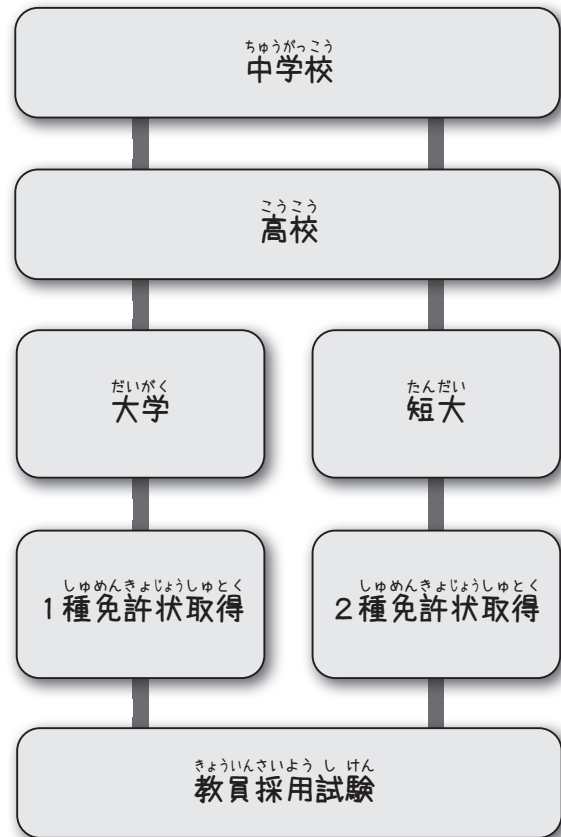 ちゅうがっこう
中学校
こうこう
高校
だいがく
大学
たんだい
短大
しゅめんきょじょうしゅとく
1種免許状取得
しゅめんきょじょうしゅとく
2種免許状取得
きょういんさいようしけん
教員採用試験